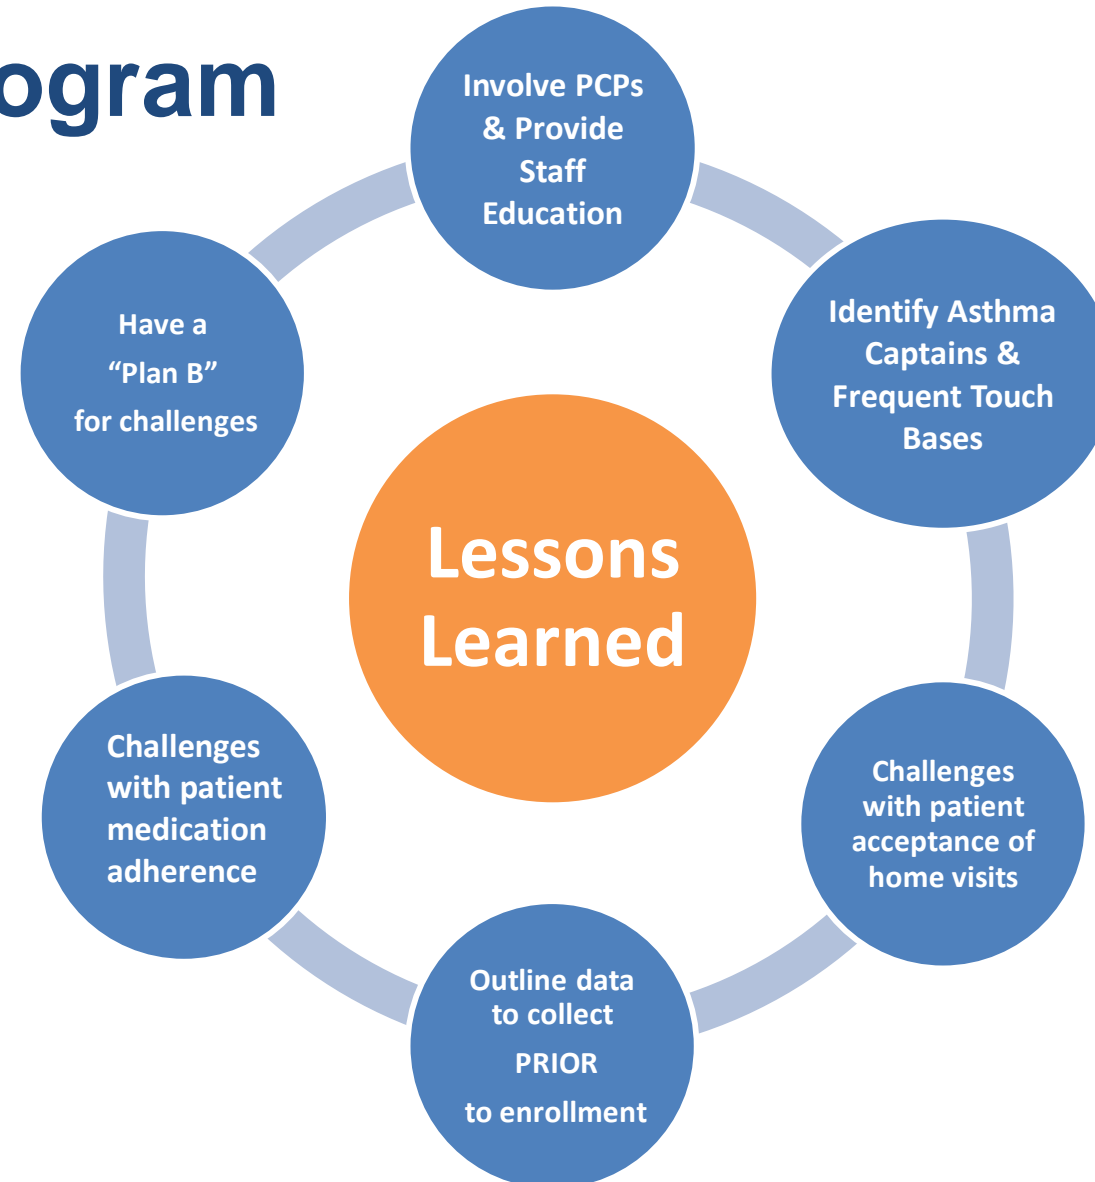 ogram
Involve PCPs
& Provide
Staff
Education
Identify Asthma
Captains &
Frequent Touch
Bases
Challenges
with patient
acceptance of
home visits
Outline data
to collect
PRIOR
to enrollment
Challenges
with patient
medication
adherence
Have a
“Plan B”
for challenges
Lessons
Learned